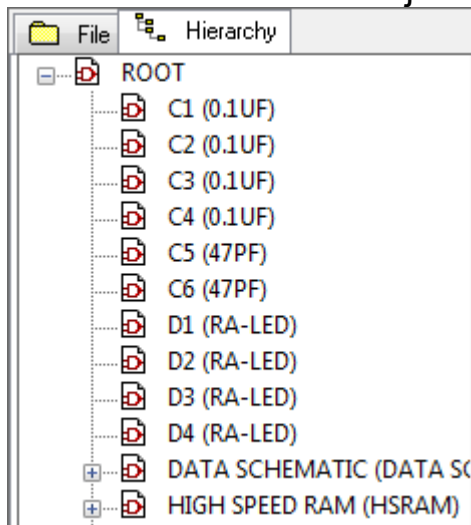 File Hierarchy
ROOT
C1 (0.1UF)
C2 (0.1UF)
C3 (0.1UF)
C4 (0.1UF)
C5 (47PF)
C6 (47PF)
D1 (RA-LED)
D2 (RA-LED)
D3 (RA-LED)
D4 (RA-LED)
DATA SCHEMATIC (DATA
HIGH SPEED RAM (HSRAM)